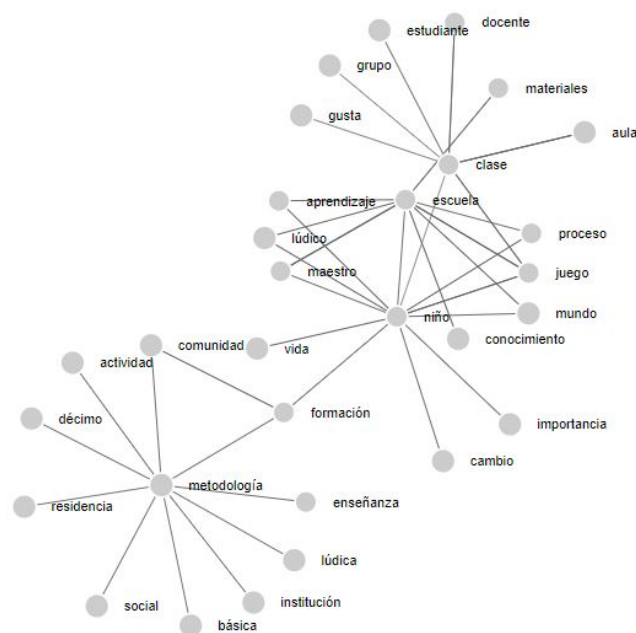 docente
estudiante
grupo
materiales
gusta
aula
clase
aprendizaje
escuela
lúdico
proceso
maestro
juego
mundo
niño
conocimiento
comunidad
vida
actividad
décimo
formación
importancia
cambio
metodología
enseñanza
residencia
lúdica
institución
social
básica